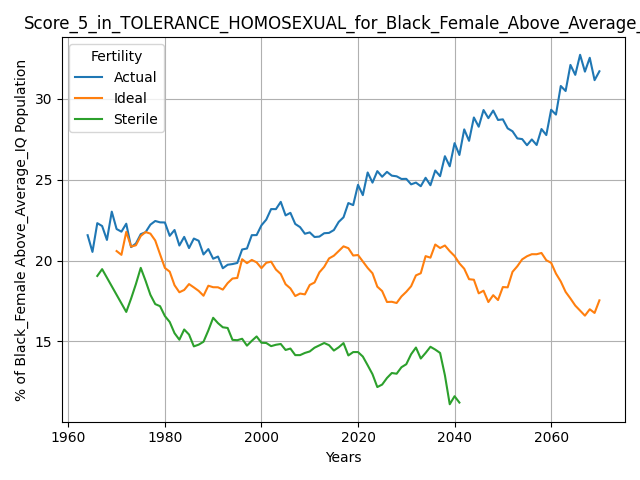 Score_5_in_TOLERANCE_HOMOSEXUAL_for_Black_Female_Above_Average_
% of Black_Female Above_Average_IQ Population
Fertility
Actual
Ideal
Sterile
30
25
20
15
1960
1980
2000
2020
2040
2060
Years